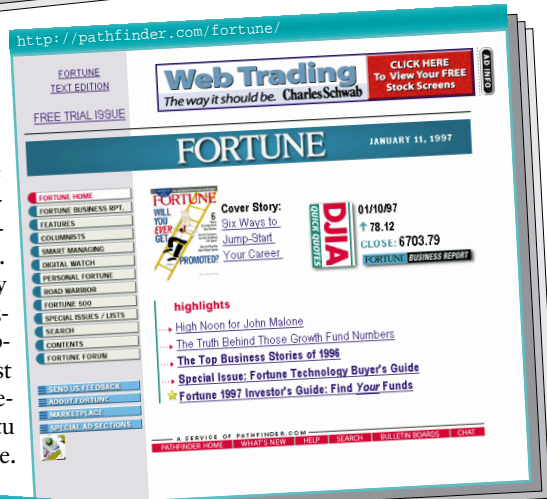 http://pathfinder.com/fortune/
FORTUNE
TEXT EDITION
FREE TRIAL ISSUE
Web Trading
The way it should be. Charles Schwab
CLICK HERE
To View Your FREE
Stock Screens
AD INFO
FORTUNE
JANUARY 11, 1997
FORTUNE HOME
FORTUNE BUSINESS RPT.
FEATURES
COLUMNISTS
SMART MANAGING
DIGITAL WATCH
PERSONAL FORTUNE
ROAD WARRIOR
FORTUNE 500
SPECIAL ISSUES / LISTS
SEARCH
CONTENTS
FORTUNE FORUM
SEND US FEEDBACK
ABOUT FORTUNE
MARKETPLACE
SPECIAL AD SECTIONS
FORTUNE
WILL
YOU
EVER
GET
PROMOTED?
6
Cover Story:
Six Ways to
Jump-Start
Your Career
QUICK QUOTES
DJIA
01/10/97
↑ 78.12
CLOSE: 6703.79
FORTUNE BUSINESS REPORT
highlights
High Noon for John Malone
The Truth Behind Those Growth Fund Numbers
The Top Business Stories of 1996
Special Issue: Fortune Technology Buyer's Guide
Fortune 1997 Investor's Guide: Find Your Funds
A SERVICE OF PATHFINDER.COM
PATHFINDER HOME | WHAT'S NEW | HELP | SEARCH | BULLETIN BOARDS | CHAT